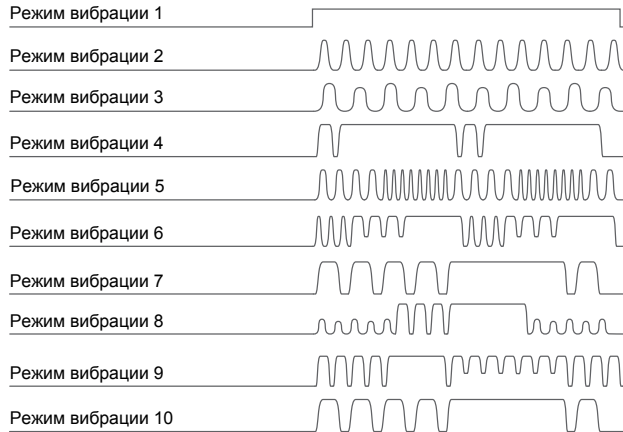 Режим вибрации 1
Режим вибрации 2
Режим вибрации 3
Режим вибрации 4
Режим вибрации 5
Режим вибрации 6
Режим вибрации 7
Режим вибрации 8
Режим вибрации 9
Режим вибрации 10